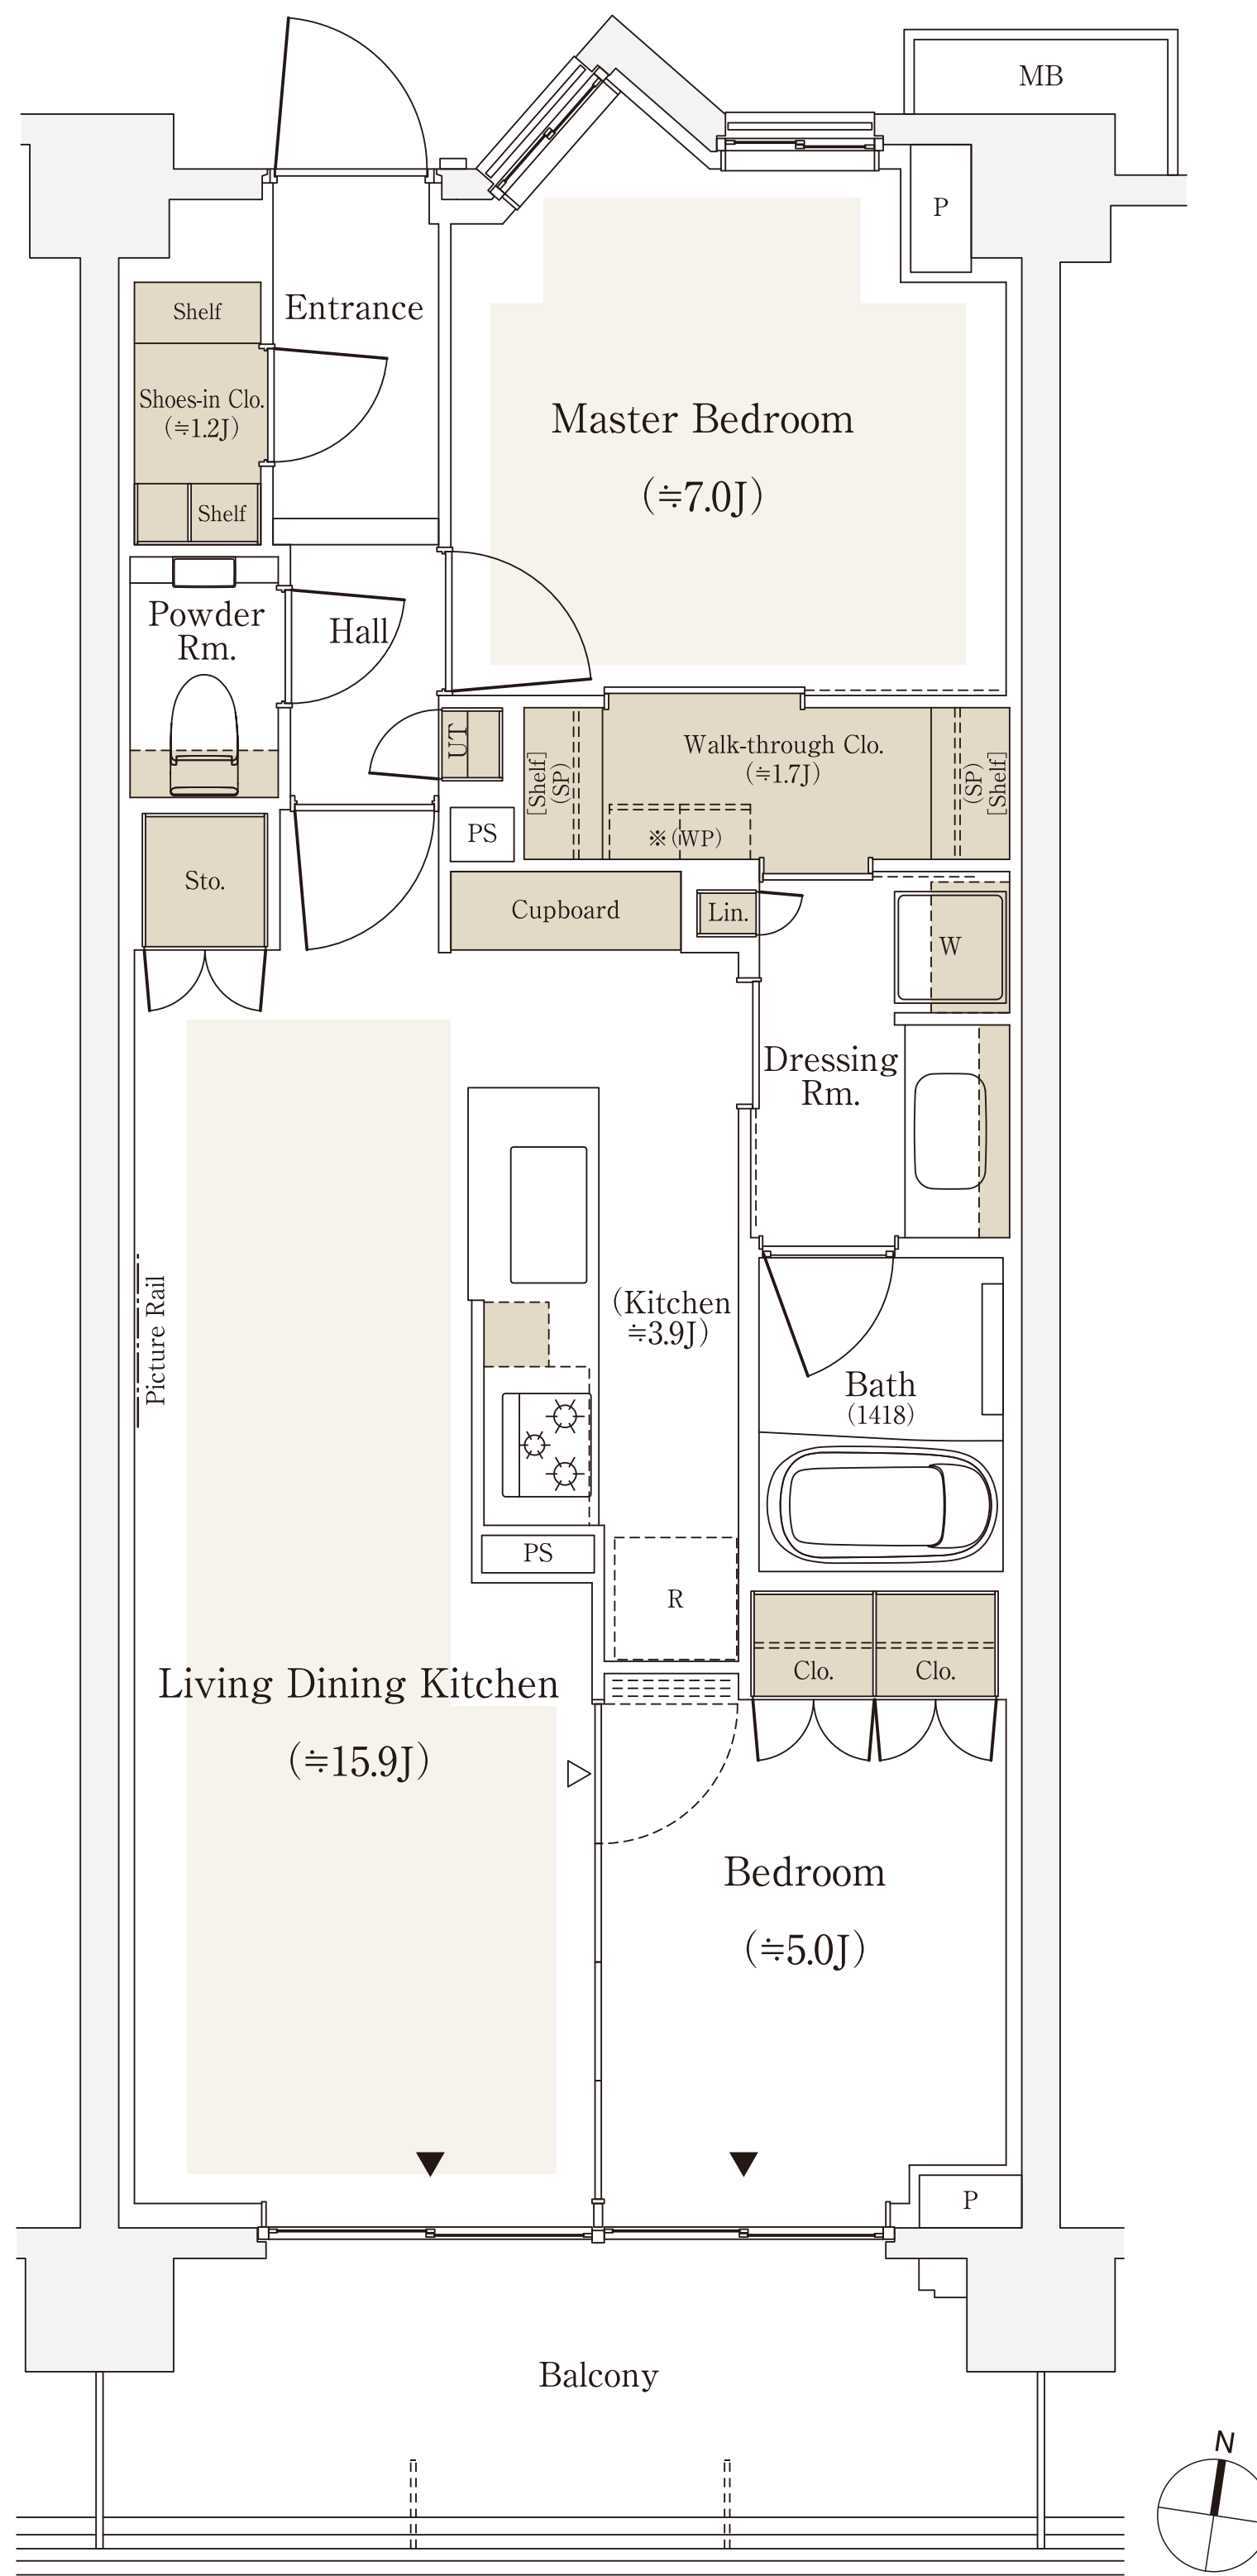 MB
P
Entrance
Shelf
Shoes-in Clo.
(≒1.2J)
Shelf
Master Bedroom
(≒7.0J)
Powder
Rm.
Hall
UT
[Shelf]
(SP)
Walk-through Clo.
(≒1.7J)
(SP)
[Shelf]
※(WP)
PS
Sto.
Cupboard
Lin.
W
Dressing
Rm.
Picture Rail
(Kitchen
≒3.9J)
Bath
(1418)
PS
R
Clo.
Clo.
Living Dining Kitchen
(≒15.9J)
Bedroom
(≒5.0J)
P
Balcony
N